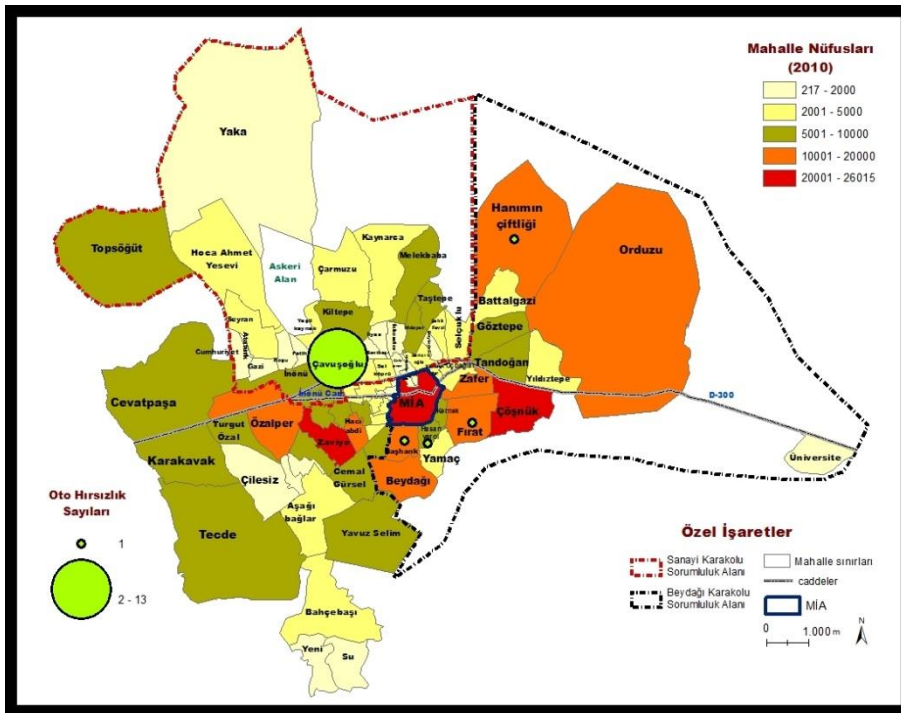 Mahalle Nüfusları
(2010)
217 - 2000
2001 - 5000
5001 - 10000
10001 - 20000
20001 - 26015
Yaka
Hanımın
çiftliği
Topsöğüt
Hoca Ahmet
Yesevi
Askeri
Alan
Kaynarca
Çarmuzu
Melekbaba
Orduzu
Taştepe
Battalgazi
Kiltepe
Selçuklu
Göztepe
Seyran
Atatürk
Gazi
Cumhuriyet
Çavuşoğlu
İnönü
Tandoğan
Yıldıztepe
İnönü Cad
Zafer
D-300
Cevatpaşa
MİA
Çöşnük
Turgut
Özal
Özalper
Zaviye
Fırat
Karakavak
Başharık
Yamaç
Üniversite
Çilesiz
Cemal
Gürsel
Beydağı
Aşağı
bağlar
Tecde
Yavuz Selim
Bahçebaşı
Yeni
Su
Oto Hırsızlık
Sayıları
1
2 - 13
Özel İşaretler
Sanayi Karakolu
Sorumluluk Alanı
Mahalle sınırları
caddeler
Beydağı Karakolu
Sorumluluk Alanı
MİA
0 1.000 m
N